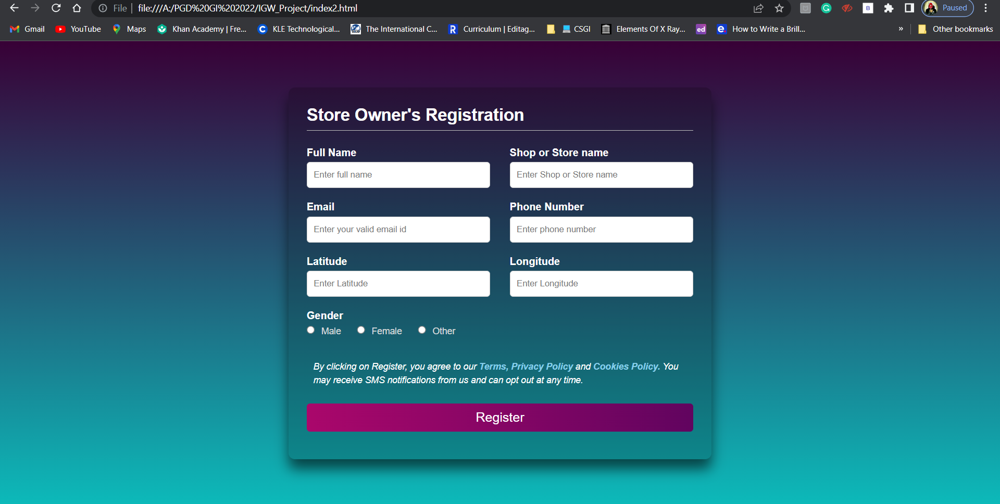 File file:///A:/PGD%20GI%202022/IGW_Project/index2.html Paused
Gmail YouTube Maps Khan Academy | Fre... KLE Technological... The International C... Curriculum | Editag... CSGI Elements Of X Ray... ed How to Write a Brill... » Other bookmarks
Store Owner's Registration
Full Name Shop or Store name
Enter full name Enter Shop or Store name
Email Phone Number
Enter your valid email id Enter phone number
Latitude Longitude
Enter Latitude Enter Longitude
Gender
Male Female Other
By clicking on Register, you agree to our Terms, Privacy Policy and Cookies Policy. You
may receive SMS notifications from us and can opt out at any time.
Register